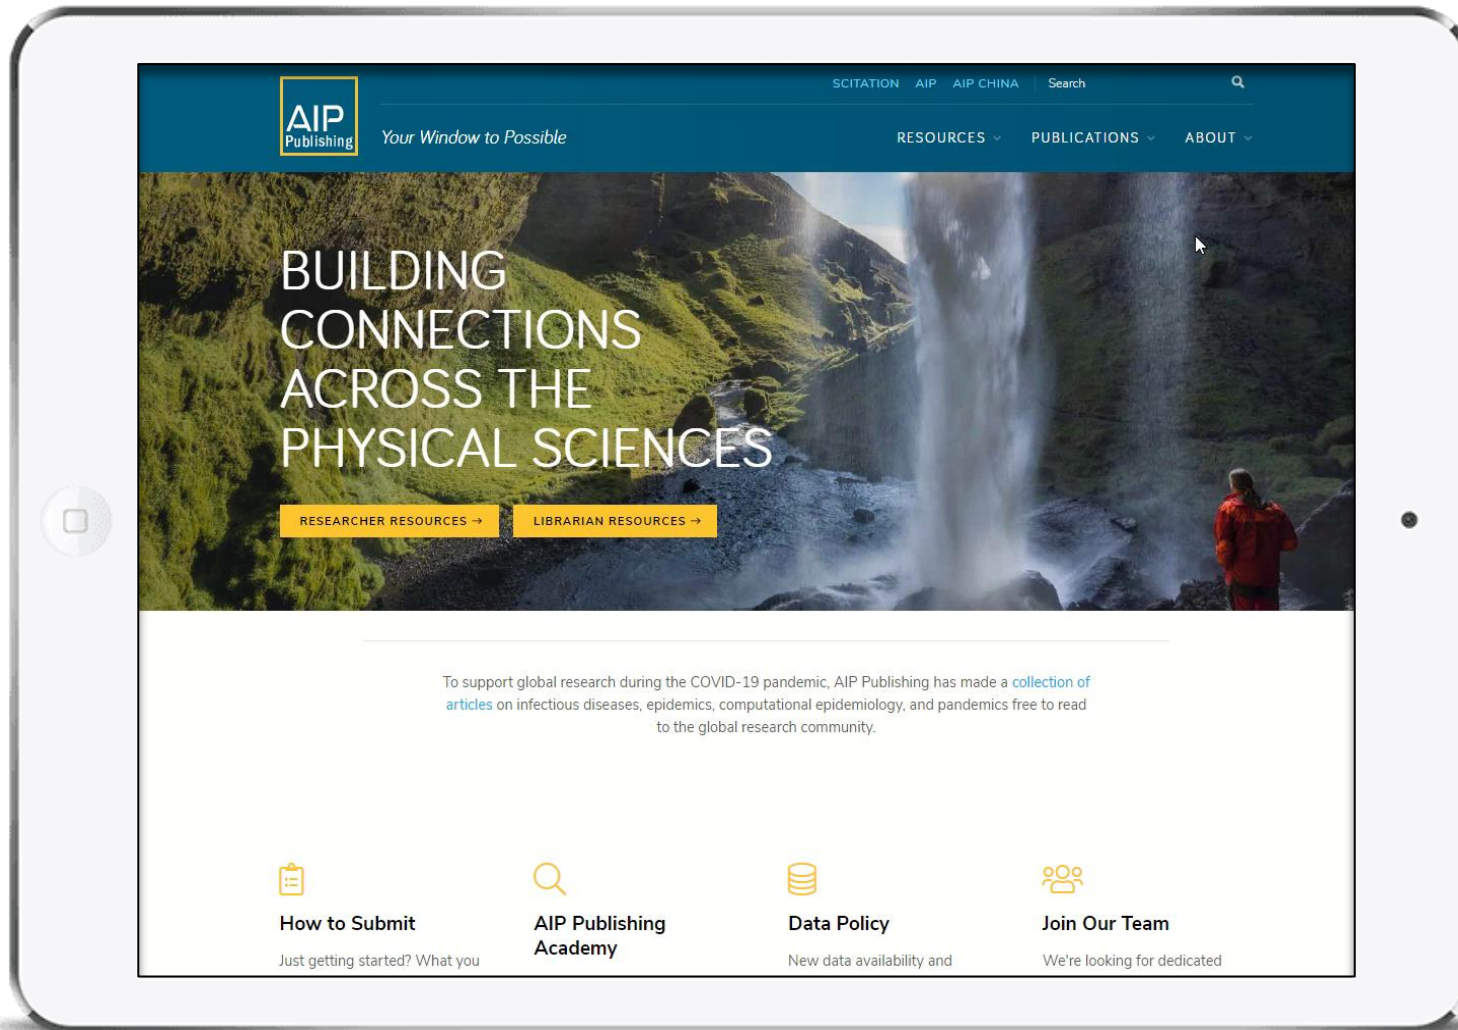 SCITATION AIP AIP CHINA Search
AIP
Publishing
Your Window to Possible
RESOURCES PUBLICATIONS ABOUT
BUILDING
CONNECTIONS
ACROSS THE
PHYSICAL SCIENCES
RESEARCHER RESOURCES → LIBRARIAN RESOURCES →
To support global research during the COVID-19 pandemic, AIP Publishing has made a collection of
articles on infectious diseases, epidemics, computational epidemiology, and pandemics free to read
to the global research community.
How to Submit
Just getting started? What you
AIP Publishing
Academy
Data Policy
New data availability and
Join Our Team
We're looking for dedicated